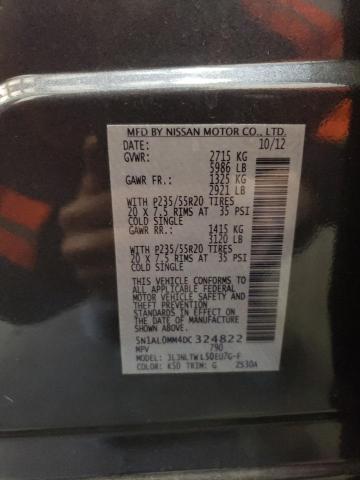 MFD BY NISSAN MOTOR CO., LTD.
DATE: 10/12
GVWR: 2715 KG
5986 LB
GAWR FR.: 1325 KG
2921 LB
WITH P235/55R20 TIRES
20 X 7.5 RIMS AT 35 PSI
COLD SINGLE
GAWR RR.: 1415 KG
3120 LB
WITH P235/55R20 TIRES
20 X 7.5 RIMS AT 35 PSI
COLD SINGLE
THIS VEHICLE CONFORMS TO
ALL APPLICABLE FEDERAL
MOTOR VEHICLE SAFETY
STANDARDS IN EFFECT ON
THE DATE OF MANUFACTURE
SHOWN ABOVE.
5N1AL0MM4DC 324822
MPV 790
MODEL: JL3NLTW L50EU7G-F
COLOR: K50 TRIM: G 2530A